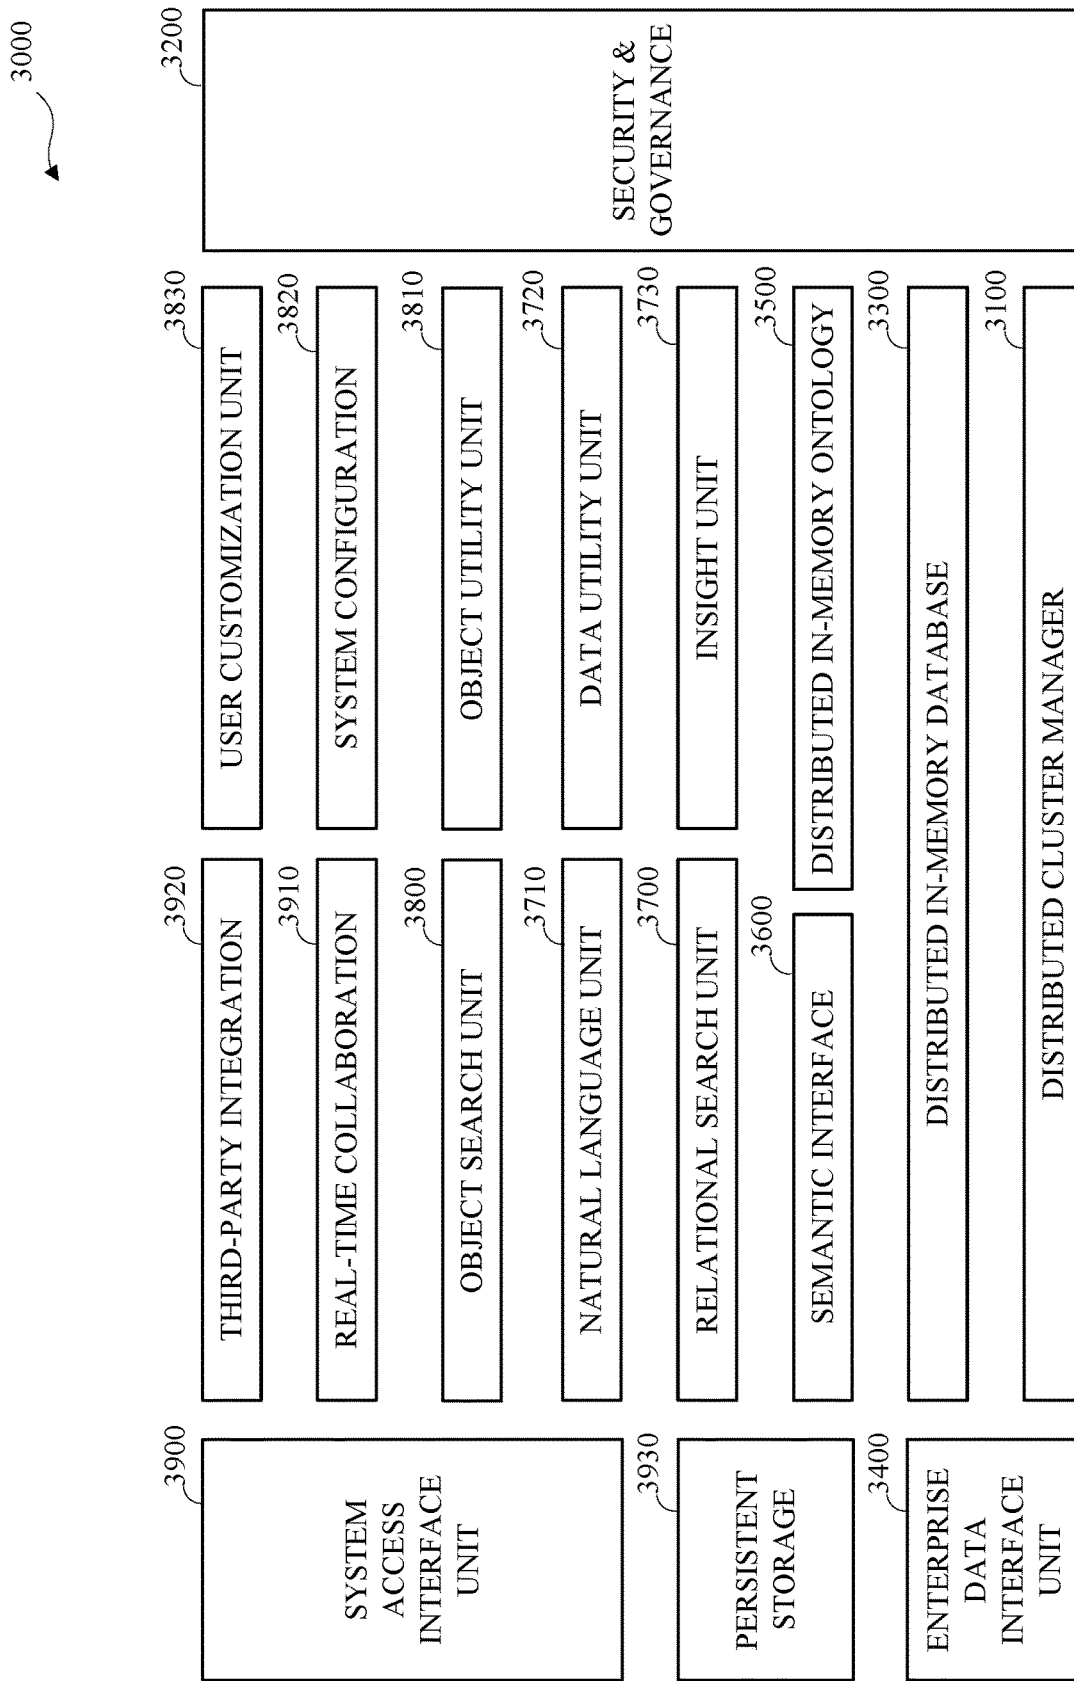 3000
3900
SYSTEM
ACCESS
INTERFACE
UNIT
3920
THIRD-PARTY INTEGRATION
3830
USER CUSTOMIZATION UNIT
3200
SECURITY &
GOVERNANCE
3910
REAL-TIME COLLABORATION
3820
SYSTEM CONFIGURATION
3800
OBJECT SEARCH UNIT
3810
OBJECT UTILITY UNIT
3710
NATURAL LANGUAGE UNIT
3720
DATA UTILITY UNIT
3930
PERSISTENT
STORAGE
3700
RELATIONAL SEARCH UNIT
3730
INSIGHT UNIT
3600
SEMANTIC INTERFACE
3500
DISTRIBUTED IN-MEMORY ONTOLOGY
3400
ENTERPRISE
DATA
INTERFACE
UNIT
3300
DISTRIBUTED IN-MEMORY DATABASE
3100
DISTRIBUTED CLUSTER MANAGER